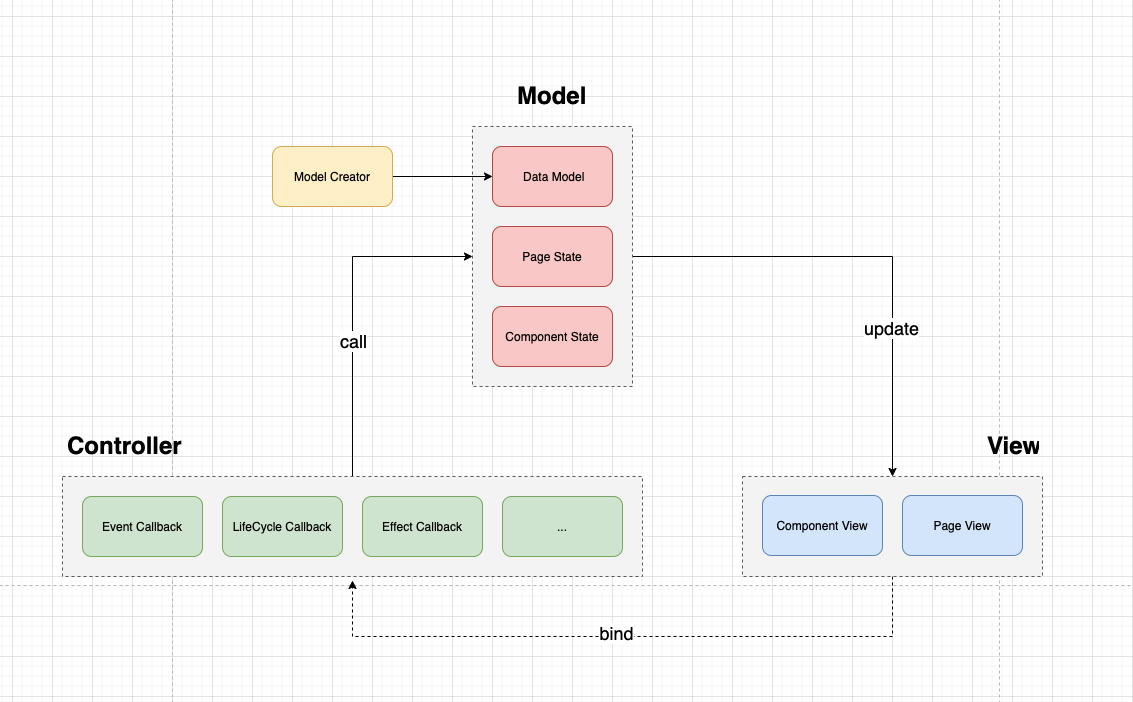 Model
Model Creator
Data Model
Page State
Component State
call
update
Controller
View
Event Callback
LifeCycle Callback
Effect Callback
...
Component View
Page View
bind